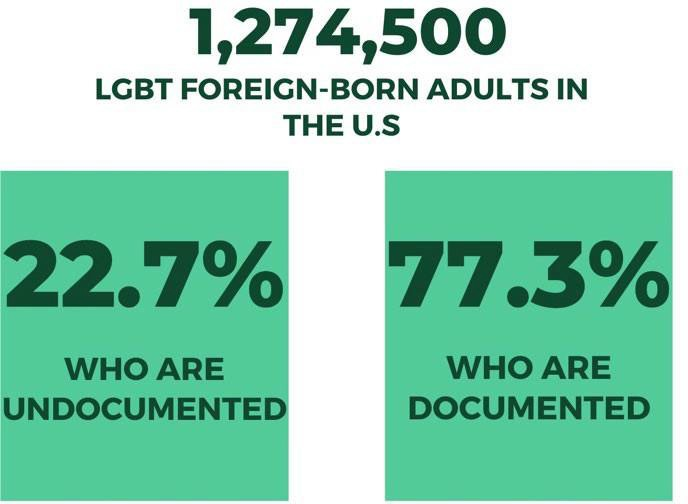 1,274,500
LGBT FOREIGN-BORN ADULTS IN
THE U.S
22.7%
WHO ARE
UNDOCUMENTED
77.3%
WHO ARE
DOCUMENTED